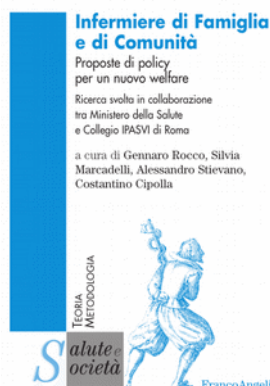 Infermiere di Famiglia
e di Comunità
Proposte di policy
per un nuovo welfare
Ricerca svolta in collaborazione
tra Ministero della Salute
e Collegio IPASVI di Roma
a cura di Gennaro Rocco, Silvia
Marcadelli, Alessandro Stievano,
Costantino Cipolla
TEORIA
METODOLOGIA
Salute e
Società
FrancoAngeli